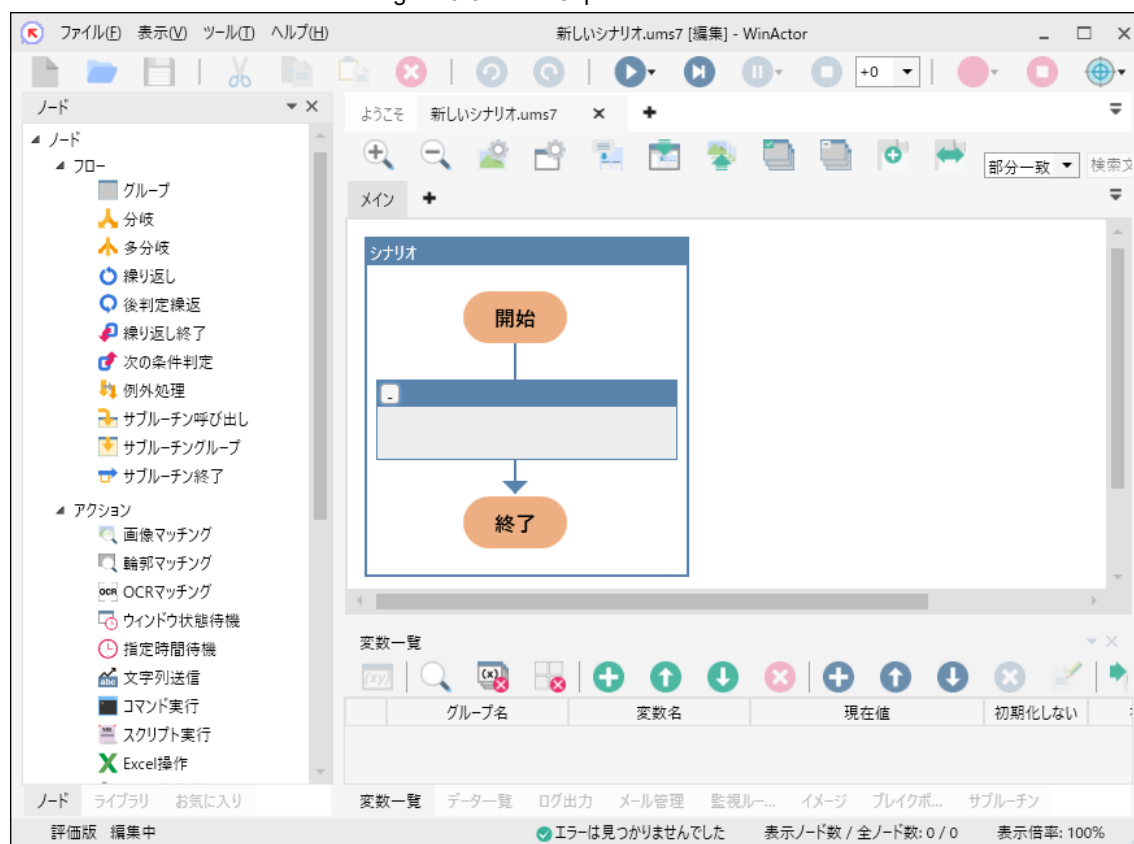 ファイル(F) 表示(V) ツール(T) ヘルプ(H) 新しいシナリオ.ums7 [編集] - WinActor
+0
ノード
ノード
フロー
グループ
分岐
多分岐
繰り返し
後判定繰返
繰り返し終了
次の条件判定
例外処理
サブルーチン呼び出し
サブルーチングループ
サブルーチン終了
アクション
画像マッチング
輪郭マッチング
OCRマッチング
ウィンドウ状態待機
指定時間待機
文字列送信
コマンド実行
スクリプト実行
Excel操作
ノード ライブラリ お気に入り
ようこそ 新しいシナリオ.ums7
部分一致 検索文
メイン
シナリオ
開始
終了
変数一覧
グループ名 変数名 現在値 初期化しない
変数一覧 データ一覧 ログ出力 メール管理 監視ルー... イメージ ブレイクポ... サブルーチン
評価版 編集中 エラーは見つかりませんでした 表示ノード数 / 全ノード数: 0 / 0 表示倍率: 100%